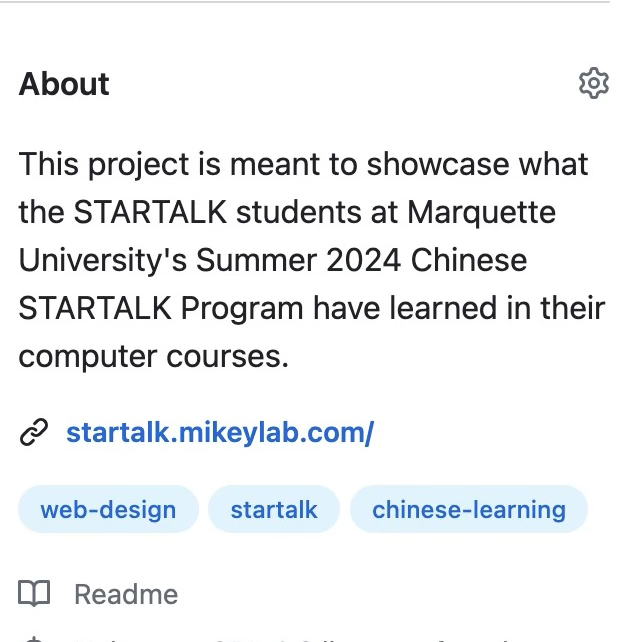 About
This project is meant to showcase what
the STARTALK students at Marquette
University's Summer 2024 Chinese
STARTALK Program have learned in their
computer courses.
startalk.mikeylab.com/
web-design startalk chinese-learning
Readme